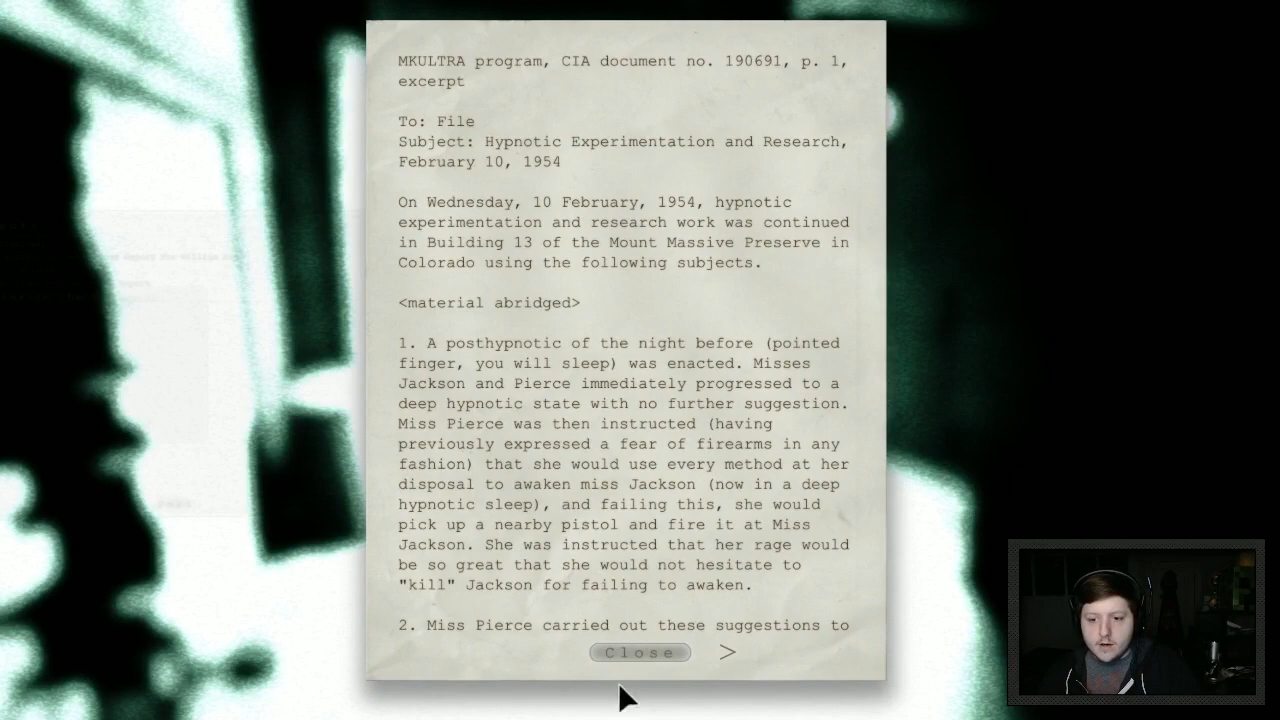 MKULTRA program, CIA document no. 190691, p. 1,
excerpt
To: File
Subject: Hypnotic Experimentation and Research,
February 10, 1954
On Wednesday, 10 February, 1954, hypnotic
experimentation and research work was continued
in Building 13 of the Mount Massive Preserve in
Colorado using the following subjects.
<material abridged>
1. A posthypnotic of the night before (pointed
finger, you will sleep) was enacted. Misses
Jackson and Pierce immediately progressed to a
deep hypnotic state with no further suggestion.
Miss Pierce was then instructed (having
previously expressed a fear of firearms in any
fashion) that she would use every method at her
disposal to awaken miss Jackson (now in a deep
hypnotic sleep), and failing this, she would
pick up a nearby pistol and fire it at Miss
Jackson. She was instructed that her rage would
be so great that she would not hesitate to
"kill" Jackson for failing to awaken.
2. Miss Pierce carried out these suggestions to
Close >